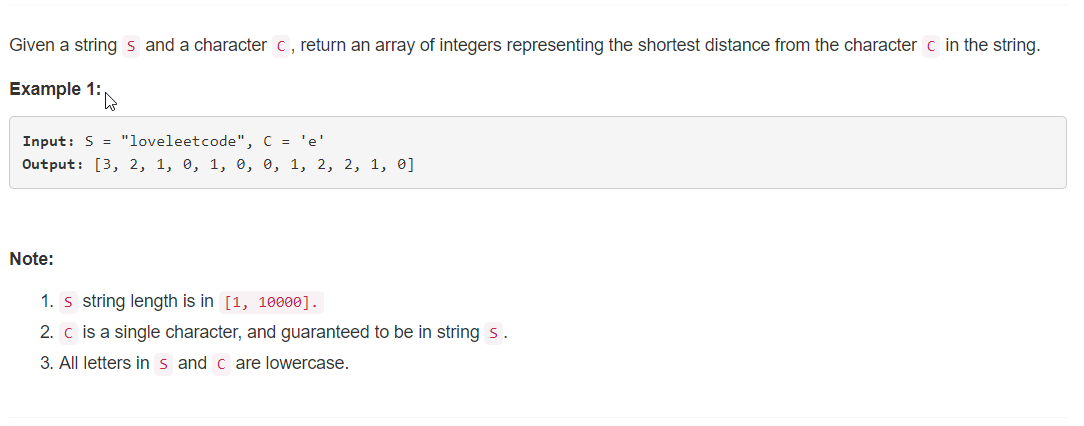 Given a string S and a character C, return an array of integers representing the shortest distance from the character C in the string.
Example 1:
Input: S = "loveleetcode", C = 'e'
Output: [3, 2, 1, 0, 1, 0, 0, 1, 2, 2, 1, 0]
Note:
1. S string length is in [1, 10000].
2. C is a single character, and guaranteed to be in string S.
3. All letters in S and C are lowercase.